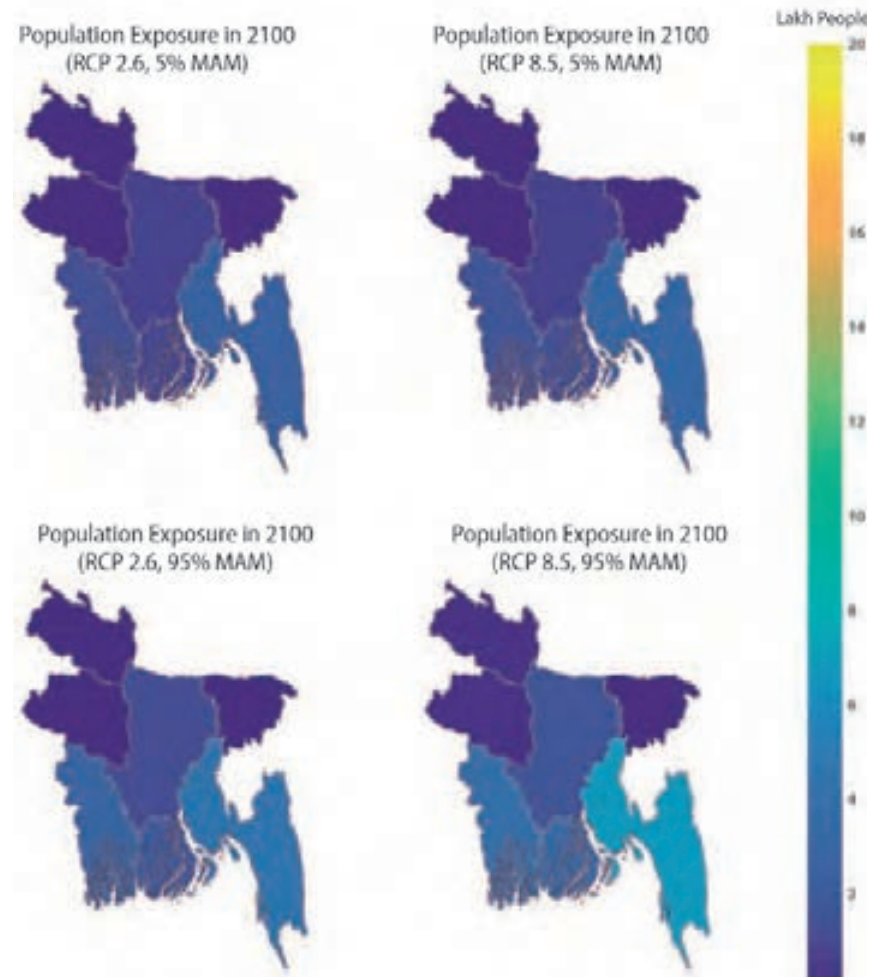 Population Exposure in 2100
(RCP 2.6, 5% MAM)
Population Exposure in 2100
(RCP 8.5, 5% MAM)
Lakh People
20
18
16
14
12
10
8
6
4
2
Population Exposure in 2100
(RCP 2.6, 95% MAM)
Population Exposure in 2100
(RCP 8.5, 95% MAM)